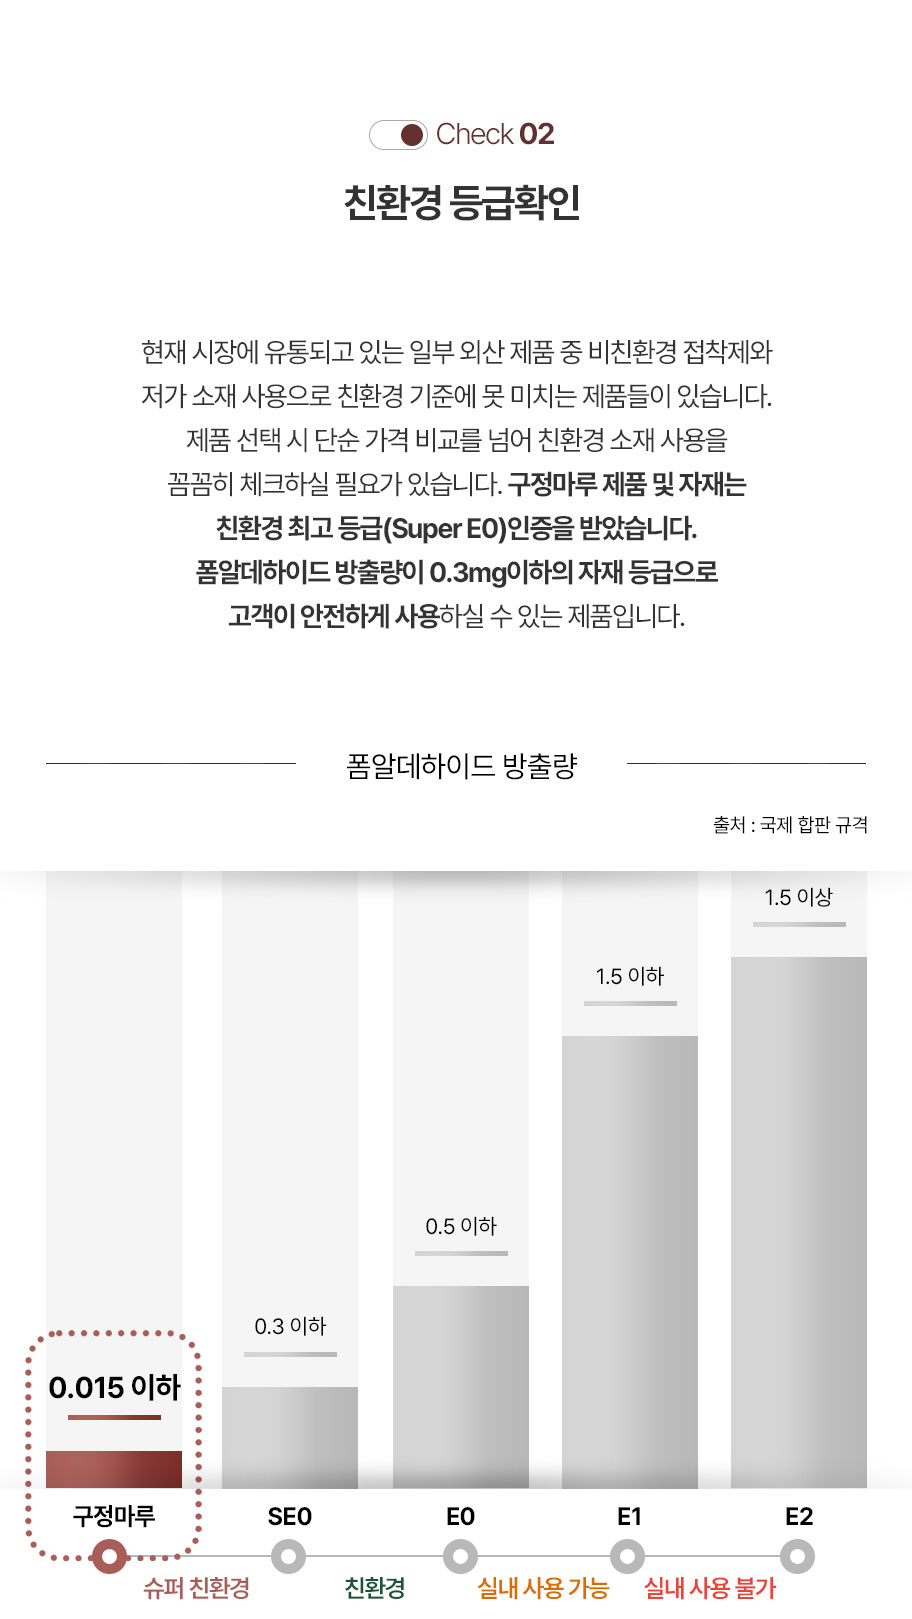 Check 02
친환경 등급확인
현재 시장에 유통되고 있는 일부 외산 제품 중 비친환경 접착제와
저가 소재 사용으로 친환경 기준에 못 미치는 제품들이 있습니다.
제품 선택 시 단순 가격 비교를 넘어 친환경 소재 사용을
꼼꼼히 체크하실 필요가 있습니다. 구정마루 제품 및 자재는
친환경 최고 등급(Super E0)인증을 받았습니다.
폼알데하이드 방출량이 0.3mg이하의 자재 등급으로
고객이 안전하게 사용하실 수 있는 제품입니다.
폼알데하이드 방출량
출처 : 국제 합판 규격
1.5 이상
1.5 이하
0.5 이하
0.3 이하
0.015 이하
구정마루 SE0 E0 E1 E2
슈퍼 친환경 친환경 실내 사용 가능 실내 사용 불가